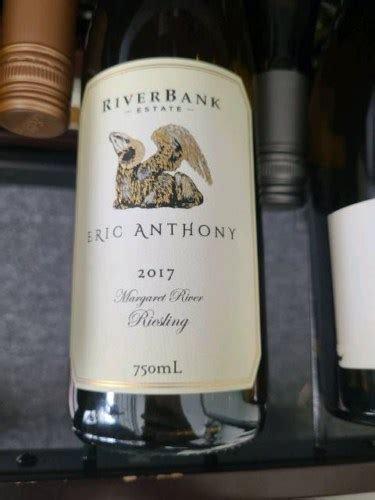 RIVERBANK
- ESTATE -
ERIC ANTHONY
2017
Margaret River
Riesling
750mL